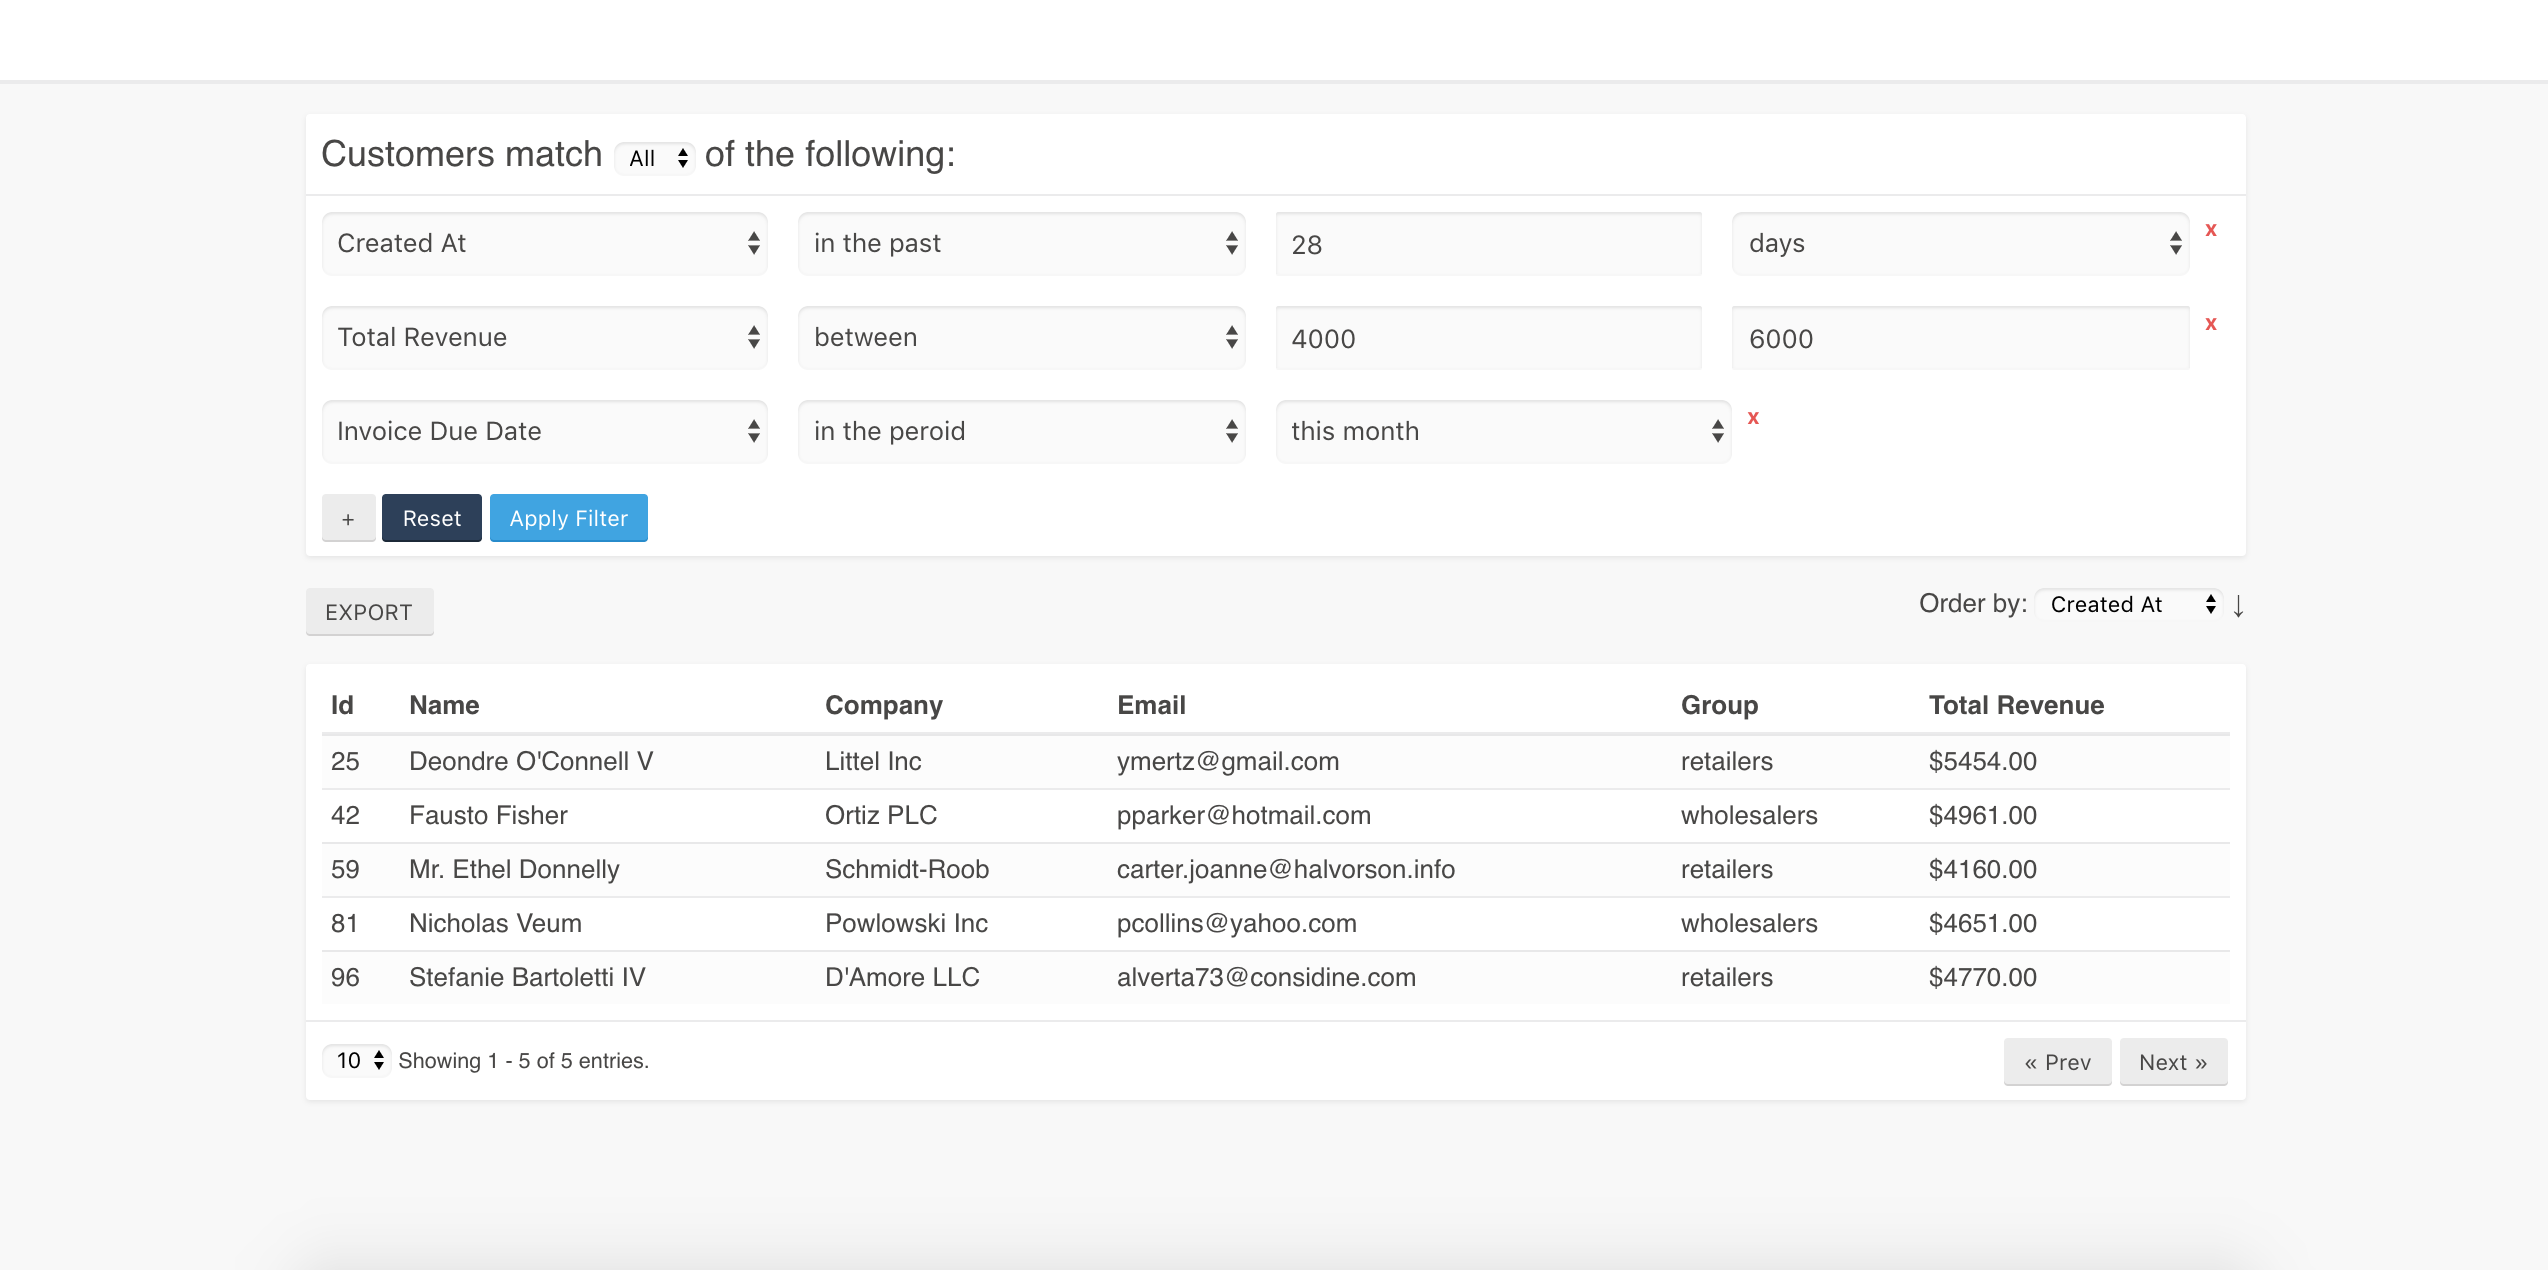 Customers match All of the following:
Created At in the past 28 days x
Total Revenue between 4000 6000 x
Invoice Due Date in the peroid this month x
+ Reset Apply Filter
EXPORT Order by: Created At ↓
Id Name Company Email Group Total Revenue
25 Deondre O'Connell V Littel Inc ymertz@gmail.com retailers $5454.00
42 Fausto Fisher Ortiz PLC pparker@hotmail.com wholesalers $4961.00
59 Mr. Ethel Donnelly Schmidt-Roob carter.joanne@halvorson.info retailers $4160.00
81 Nicholas Veum Powlowski Inc pcollins@yahoo.com wholesalers $4651.00
96 Stefanie Bartoletti IV D'Amore LLC alverta73@considine.com retailers $4770.00
10 Showing 1 - 5 of 5 entries. « Prev Next »